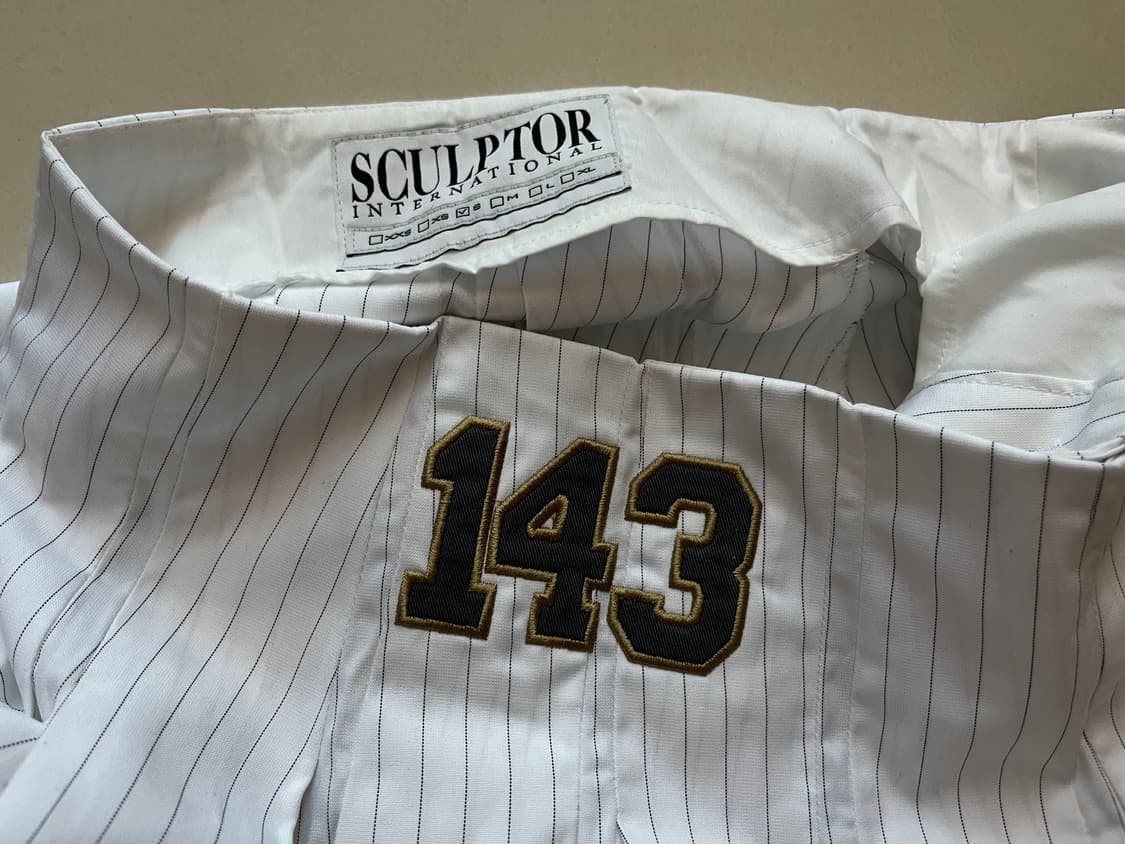 SCULPTOR
INTERNATIONAL
☐XXS ☐XS ☑S ☐M ☐L ☐XL
143